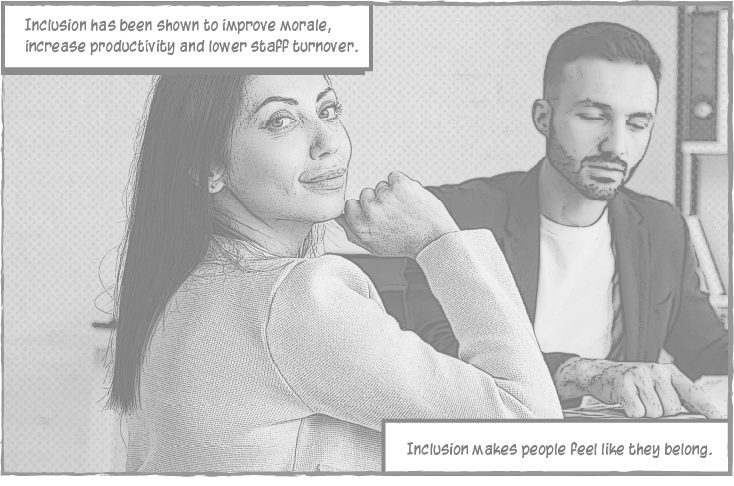 Inclusion has been shown to improve morale,
increase productivity and lower staff turnover.
Inclusion makes people feel like they belong.